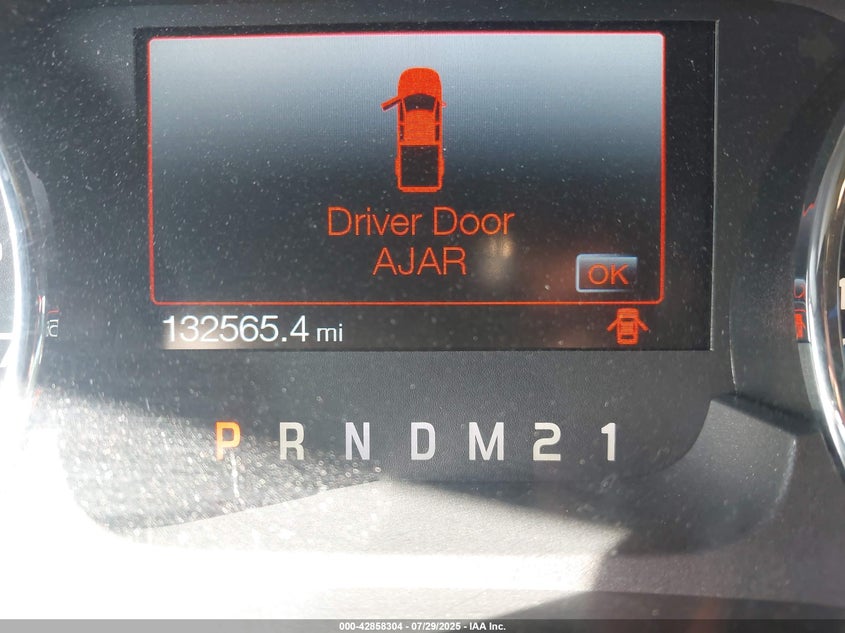 Driver Door
AJAR
OK
132565.4 mi
P R N D M 2 1
000-42858304 / 07/29/2025 - IAA Inc.